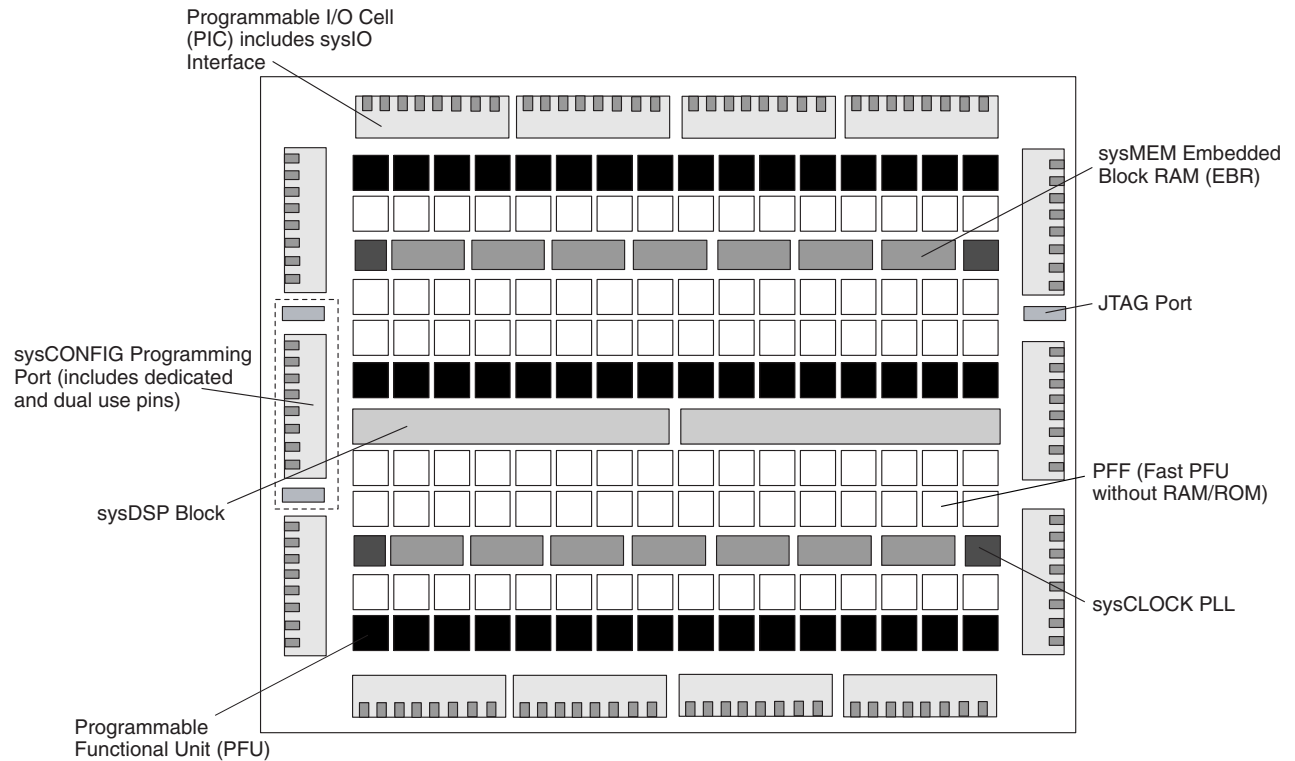 Programmable I/O Cell
(PIC) includes sysIO
Interface
sysMEM Embedded
Block RAM (EBR)
JTAG Port
sysCONFIG Programming
Port (includes dedicated
and dual use pins)
PFF (Fast PFU
without RAM/ROM)
sysDSP Block
sysCLOCK PLL
Programmable
Functional Unit (PFU)